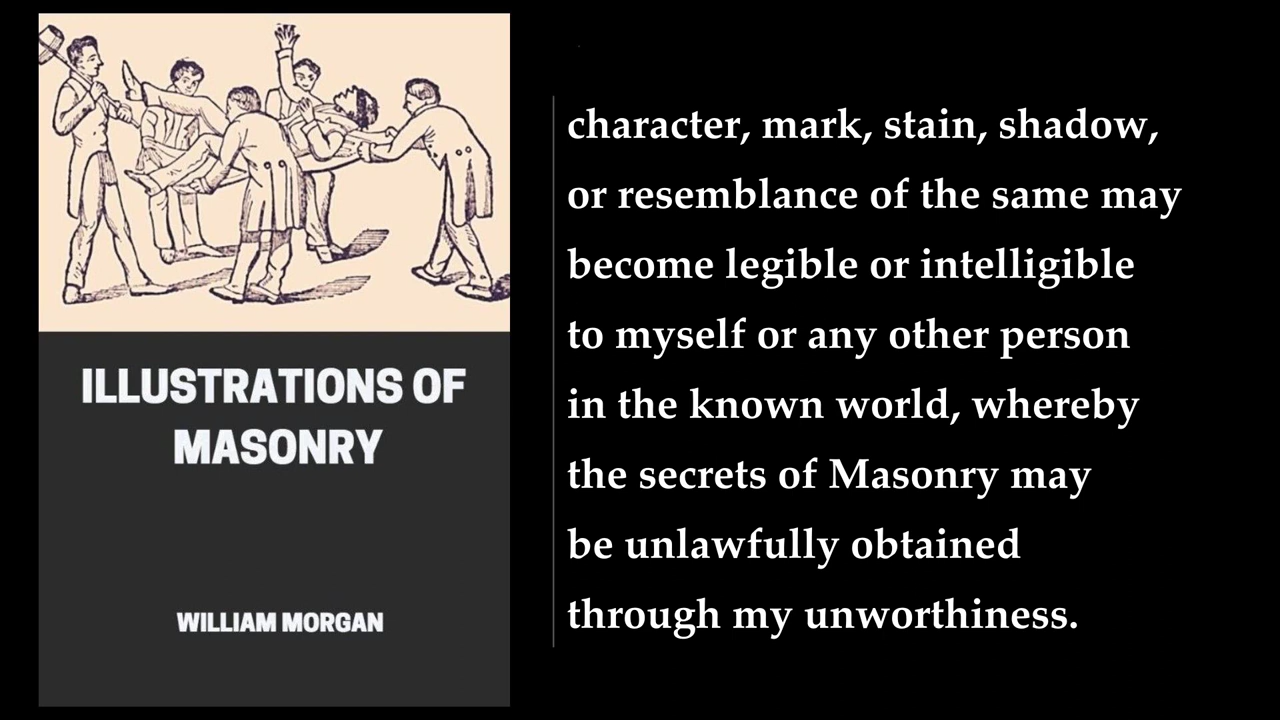 ILLUSTRATIONS OF
MASONRY
WILLIAM MORGAN
character, mark, stain, shadow,
or resemblance of the same may
become legible or intelligible
to myself or any other person
in the known world, whereby
the secrets of Masonry may
be unlawfully obtained
through my unworthiness.